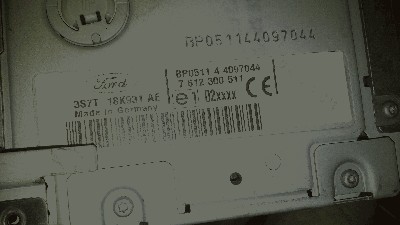 BP051144097044
Ford
BP0511 4 4097044
7 612 300 511
3S7T 18K931 AE
e1 02xxxx CE
Made in Germany